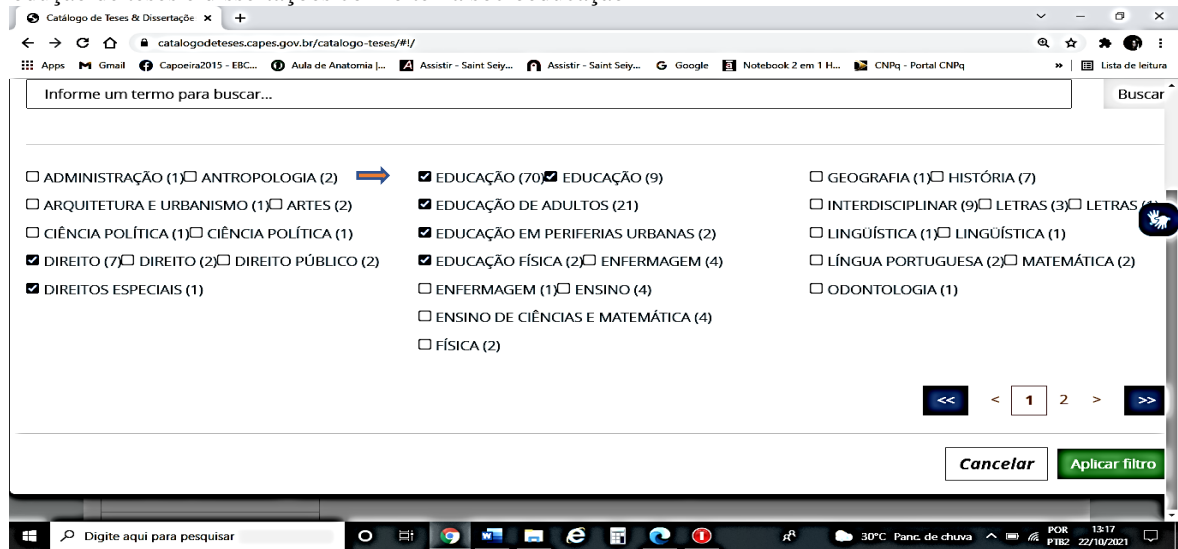 Catálogo de Teses & Dissertaçõe × +
catalogodeteses.capes.gov.br/catalogo-teses/#!/
Apps Gmail Capoeira2015 - EBC... Aula de Anatomia |... Assistir - Saint Seiy... Assistir - Saint Seiy... Google Notebook 2 em 1 H... CNPq - Portal CNPq » Lista de leitura
Informe um termo para buscar... Buscar
ADMINISTRAÇÃO (1) ANTROPOLOGIA (2) EDUCAÇÃO (70) EDUCAÇÃO (9) GEOGRAFIA (1) HISTÓRIA (7)
ARQUITETURA E URBANISMO (1) ARTES (2) EDUCAÇÃO DE ADULTOS (21) INTERDISCIPLINAR (9) LETRAS (3) LETRAS (1)
CIÊNCIA POLÍTICA (1) CIÊNCIA POLÍTICA (1) EDUCAÇÃO EM PERIFERIAS URBANAS (2) LINGÜÍSTICA (1) LINGÜÍSTICA (1)
DIREITO (7) DIREITO (2) DIREITO PÚBLICO (2) EDUCAÇÃO FÍSICA (2) ENFERMAGEM (4) LÍNGUA PORTUGUESA (2) MATEMÁTICA (2)
DIREITOS ESPECIAIS (1) ENFERMAGEM (1) ENSINO (4) ODONTOLOGIA (1)
ENSINO DE CIÊNCIAS E MATEMÁTICA (4)
FÍSICA (2)
<< < 1 2 > >>
Cancelar Aplicar filtro
Digite aqui para pesquisar 30°C Panc. de chuva POR 13:17
PTB2 22/10/2021